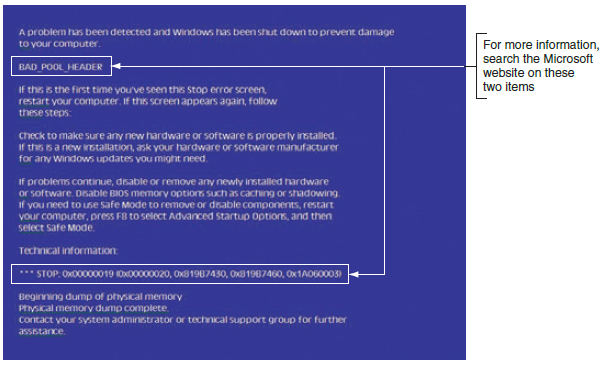 A problem has been detected and Windows has been shut down to prevent damage
to your computer.
BAD_POOL_HEADER
If this is the first time you've seen this Stop error screen,
restart your computer. If this screen appears again, follow
these steps:
Check to make sure any new hardware or software is properly installed.
If this is a new installation, ask your hardware or software manufacturer
for any Windows updates you might need.
If problems continue, disable or remove any newly installed hardware
or software. Disable BIOS memory options such as caching or shadowing.
If you need to use Safe Mode to remove or disable components, restart
your computer, press F8 to select Advanced Startup Options, and then
select Safe Mode.
Technical information:
*** STOP: 0x00000019 (0x00000020, 0x819B7430, 0x819B7460, 0x1A060003)
Beginning dump of physical memory
Physical memory dump complete.
Contact your system administrator or technical support group for further
assistance.
For more information,
search the Microsoft
website on these
two items